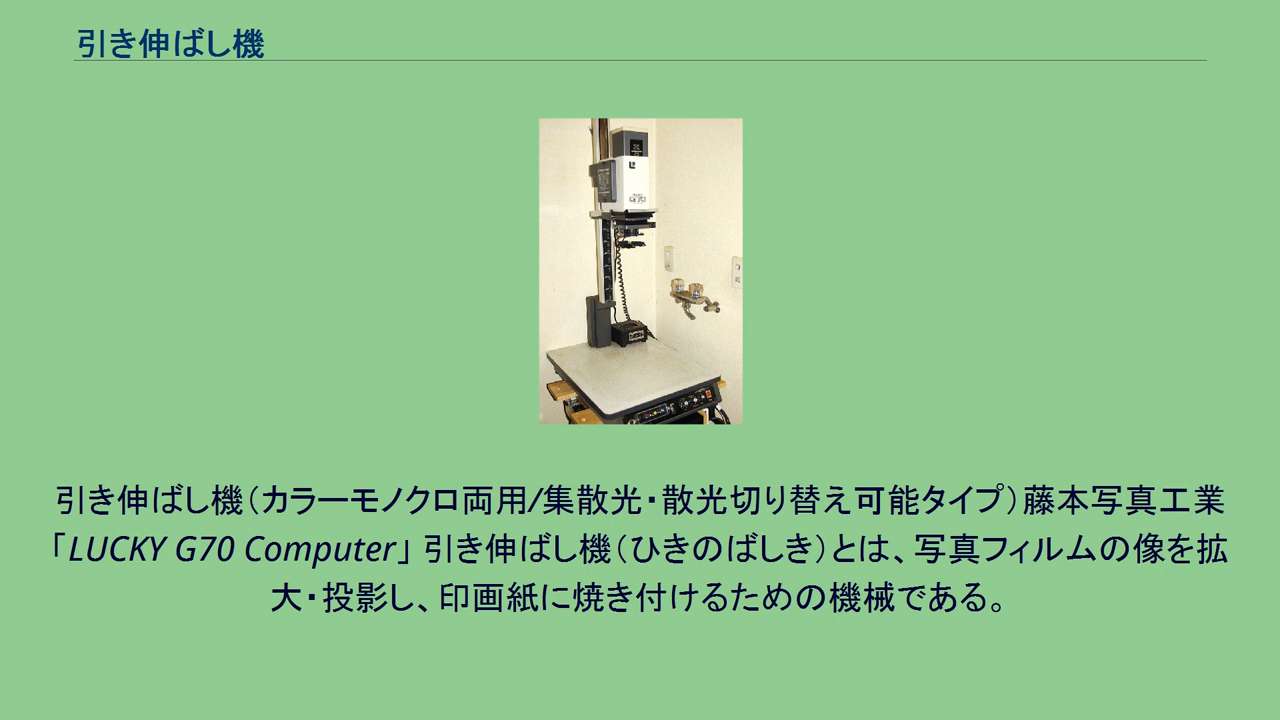 引き伸ばし機
引き伸ばし機（カラーモノクロ両用/集散光・散光切り替え可能タイプ）藤本写真工業
「LUCKY G70 Computer」 引き伸ばし機（ひきのばしき）とは、写真フィルムの像を拡
大・投影し、印画紙に焼き付けるための機械である。